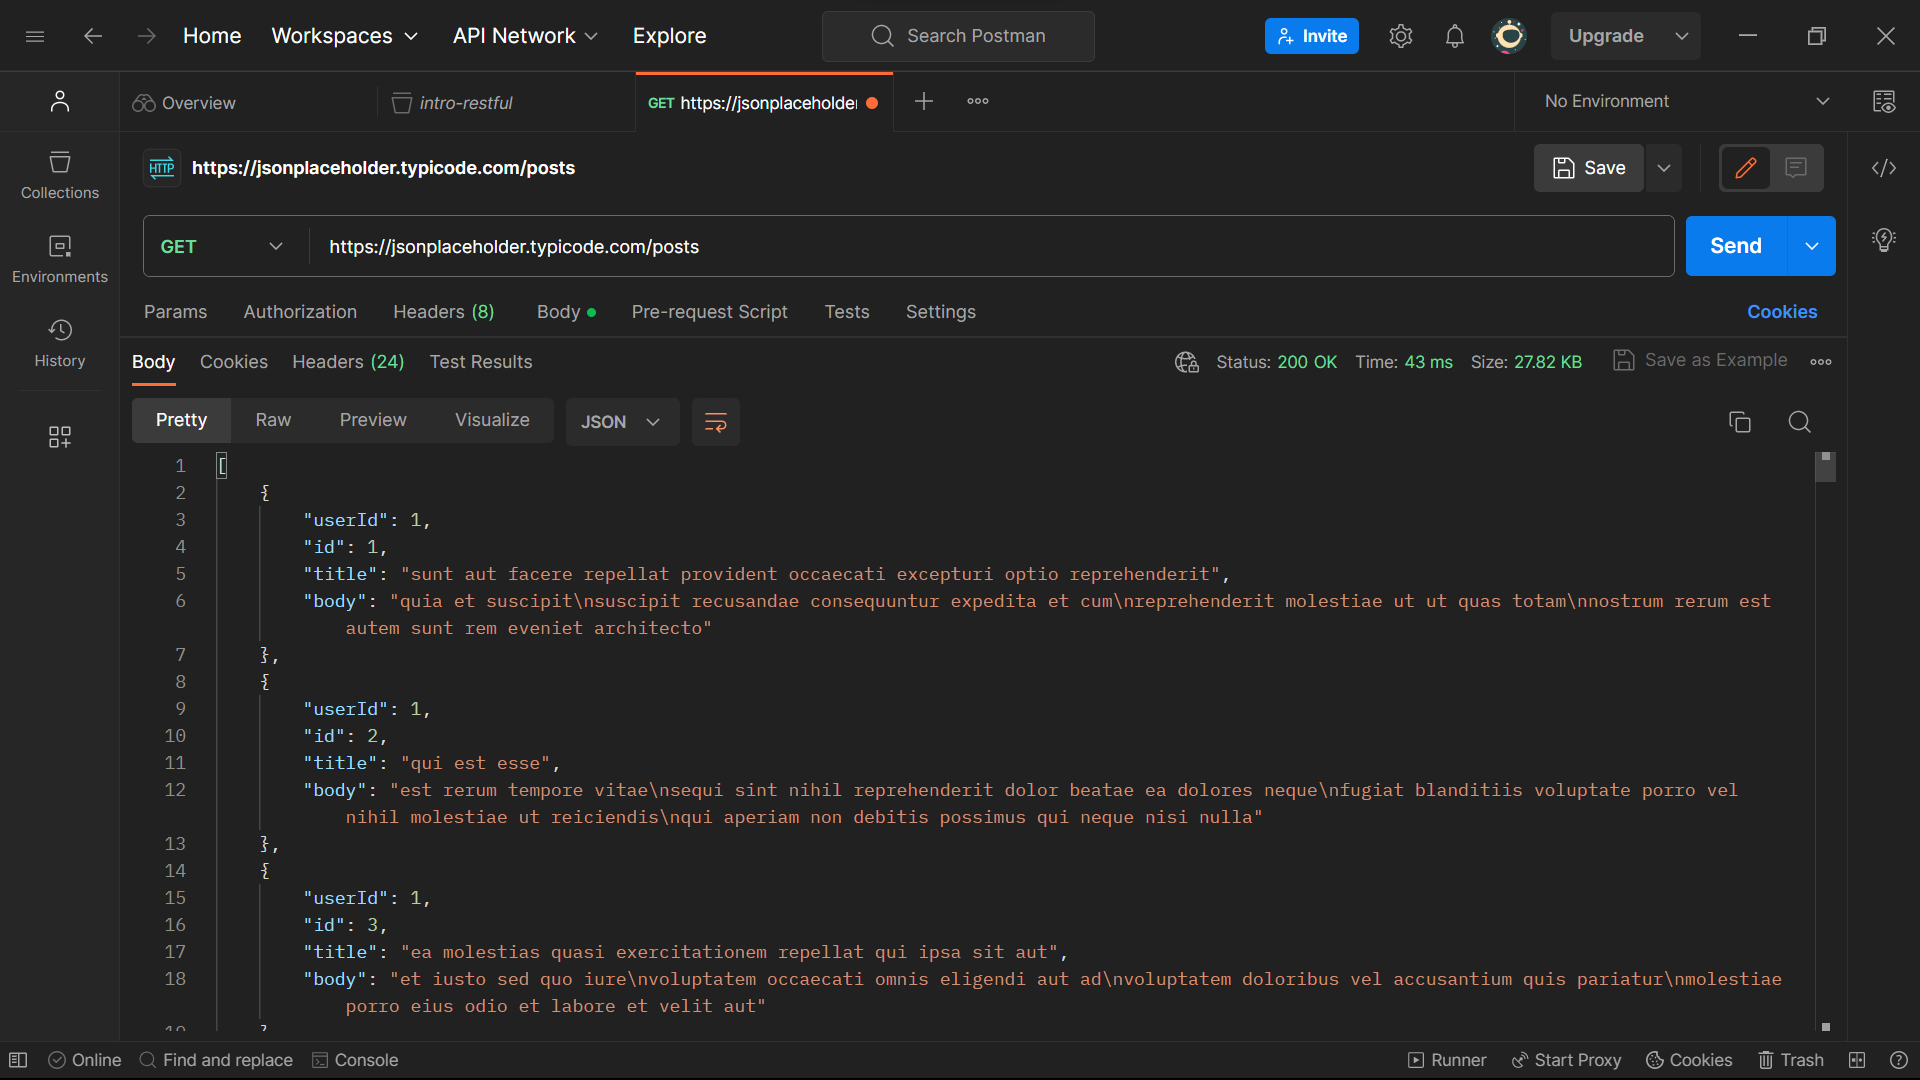 Home Workspaces API Network Explore Search Postman Invite Upgrade
Overview intro-restful GET https://jsonplaceholde No Environment
HTTP https://jsonplaceholder.typicode.com/posts Save
Collections
Environments
History
GET https://jsonplaceholder.typicode.com/posts Send
Params Authorization Headers (8) Body Pre-request Script Tests Settings Cookies
Body Cookies Headers (24) Test Results Status: 200 OK Time: 43 ms Size: 27.82 KB Save as Example
Pretty Raw Preview Visualize JSON
1 [
2 {
3 "userId": 1,
4 "id": 1,
5 "title": "sunt aut facere repellat provident occaecati excepturi optio reprehenderit",
6 "body": "quia et suscipit\nsuscipit recusandae consequuntur expedita et cum\nreprehenderit molestiae ut ut quas totam\nnostrum rerum est
autem sunt rem eveniet architecto"
7 },
8 {
9 "userId": 1,
10 "id": 2,
11 "title": "qui est esse",
12 "body": "est rerum tempore vitae\nsequi sint nihil reprehenderit dolor beatae ea dolores neque\nfugiat blanditiis voluptate porro vel
nihil molestiae ut reiciendis\nqui aperiam non debitis possimus qui neque nisi nulla"
13 },
14 {
15 "userId": 1,
16 "id": 3,
17 "title": "ea molestias quasi exercitationem repellat qui ipsa sit aut",
18 "body": "et iusto sed quo iure\nvoluptatem occaecati omnis eligendi aut ad\nvoluptatem doloribus vel accusantium quis pariatur\nmolestiae
porro eius odio et labore et velit aut"
Online Find and replace Console Runner Start Proxy Cookies Trash